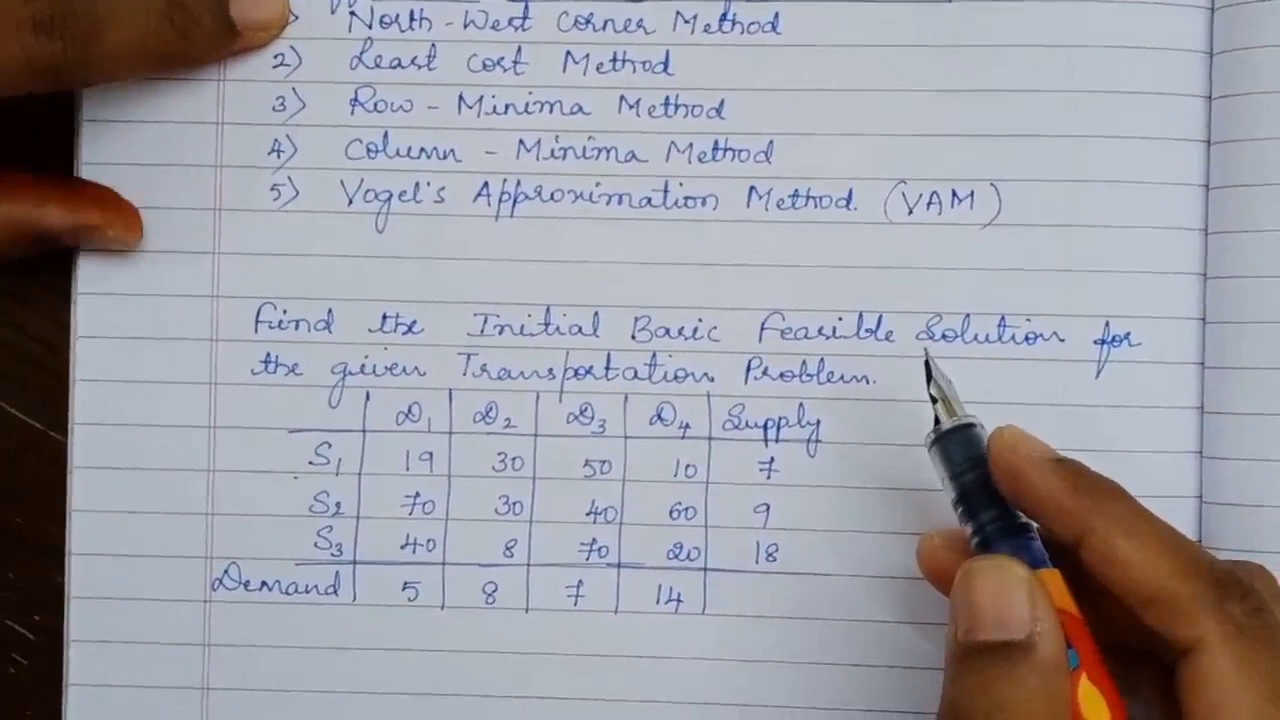 North-West Corner Method
2) Least cost Method
3) Row-Minima Method
4) Column-Minima Method
5) Vogel's Approximation Method. (VAM)
Find the Initial Basic Feasible Solution for
the given Transportation Problem.
D1 D2 D3 D4 Supply
S1 19 30 50 10 7
S2 70 30 40 60 9
S3 40 8 70 20 18
Demand 5 8 7 14